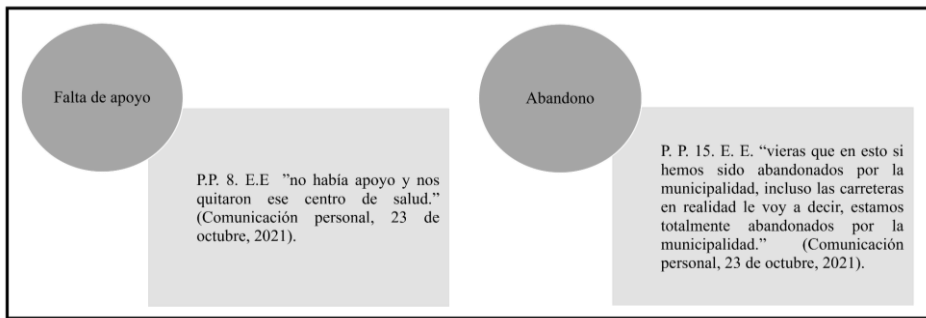 Falta de apoyo
P.P. 8. E.E ”no había apoyo y nos
quitaron ese centro de salud.”
(Comunicación personal, 23 de
octubre, 2021).
Abandono
P. P. 15. E. E. “vieras que en esto si
hemos sido abandonados por la
municipalidad, incluso las carreteras
en realidad le voy a decir, estamos
totalmente abandonados por la
municipalidad.” (Comunicación
personal, 23 de octubre, 2021).